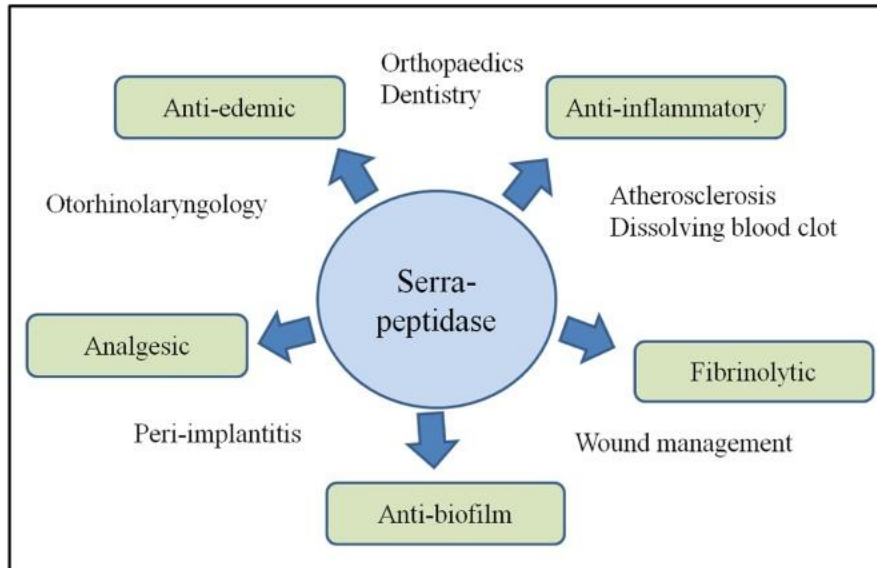 Orthopaedics
Dentistry
Anti-edemic
Anti-inflammatory
Otorhinolaryngology
Atherosclerosis
Dissolving blood clot
Serra-
peptidase
Analgesic
Fibrinolytic
Peri-implantitis
Wound management
Anti-biofilm